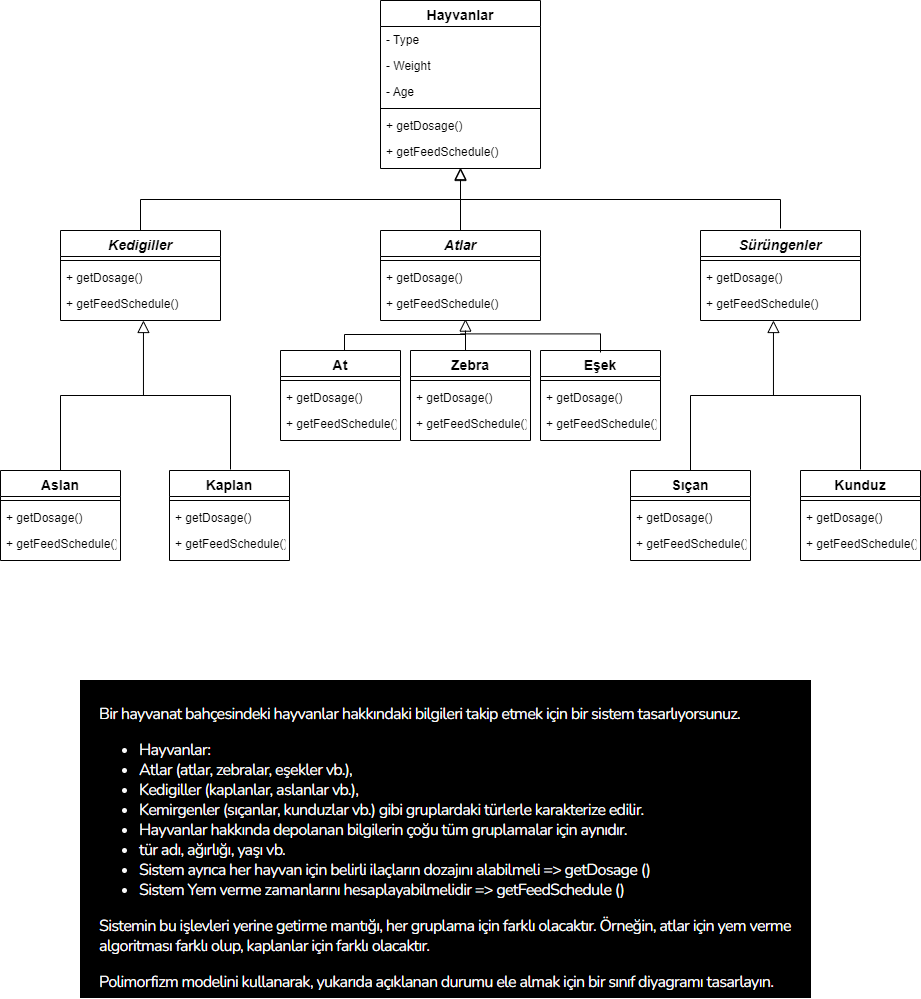 Hayvanlar
- Type
- Weight
- Age
+ getDosage()
+ getFeedSchedule()
Kedigiller
+ getDosage()
+ getFeedSchedule()
Atlar
+ getDosage()
+ getFeedSchedule()
Sürüngenler
+ getDosage()
+ getFeedSchedule()
At
+ getDosage()
+ getFeedSchedule()
Zebra
+ getDosage()
+ getFeedSchedule()
Eşek
+ getDosage()
+ getFeedSchedule()
Aslan
+ getDosage()
+ getFeedSchedule()
Kaplan
+ getDosage()
+ getFeedSchedule()
Sıçan
+ getDosage()
+ getFeedSchedule()
Kunduz
+ getDosage()
+ getFeedSchedule()
Bir hayvanat bahçesindeki hayvanlar hakkındaki bilgileri takip etmek için bir sistem tasarlıyorsunuz.
• Hayvanlar:
• Atlar (atlar, zebralar, eşekler vb.),
• Kedigiller (kaplanlar, aslanlar vb.),
• Kemirgenler (sıçanlar, kunduzlar vb.) gibi gruplardaki türlerle karakterize edilir.
• Hayvanlar hakkında depolanan bilgilerin çoğu tüm gruplamalar için aynıdır.
• tür adı, ağırlığı, yaşı vb.
• Sistem ayrıca her hayvan için belirli ilaçların dozajını alabilmeli => getDosage ()
• Sistem Yem verme zamanlarını hesaplayabilmelidir => getFeedSchedule ()
Sistemin bu işlevleri yerine getirme mantığı, her gruplama için farklı olacaktır. Örneğin, atlar için yem verme
algoritması farklı olup, kaplanlar için farklı olacaktır.
Polimorfizm modelini kullanarak, yukarıda açıklanan durumu ele almak için bir sınıf diyagramı tasarlayın.